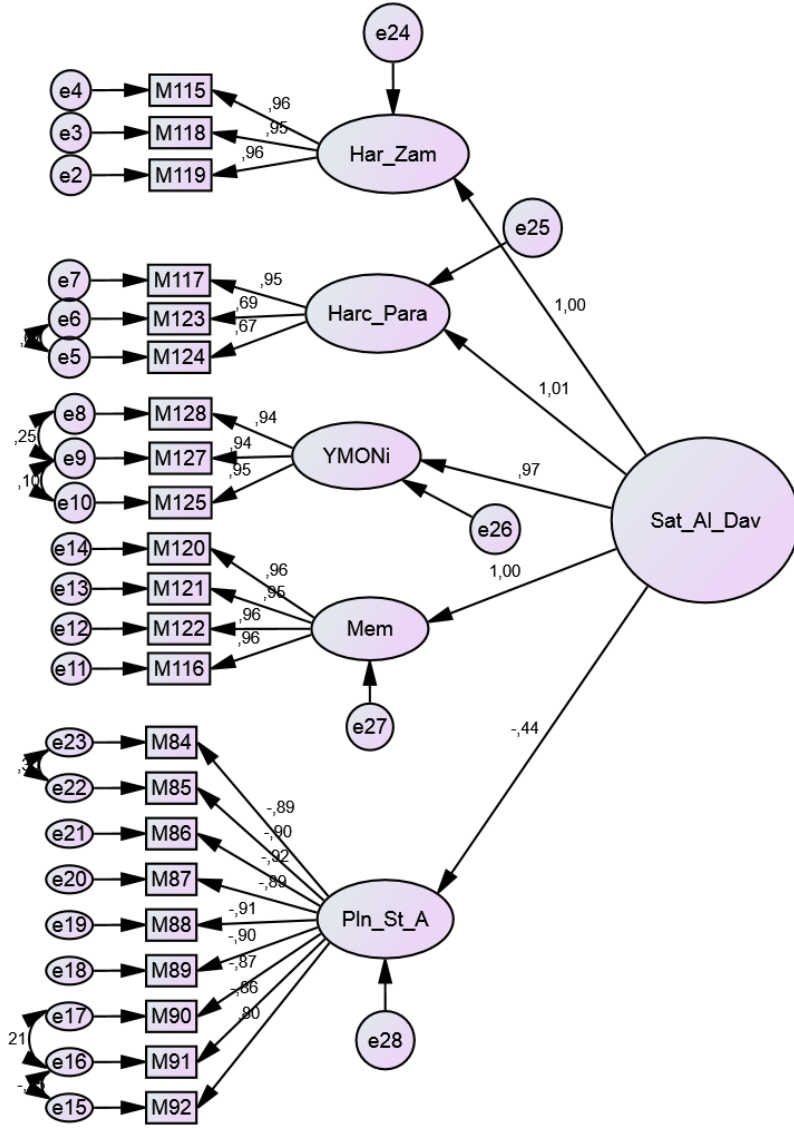 e24
e4
M115
,96
e3
M118
,95
Har_Zam
e2
M119
,96
e25
e7
M117
,95
e6
M123
,69
Harc_Para
1,00
e5
M124
,67
1,01
e8
M128
,94
,25
e9
M127
,94
YMONi
,97
,10
e10
M125
,95
e26
Sat_Al_Dav
e14
M120
,96
1,00
e13
M121
,95
e12
M122
,96
Mem
e11
M116
,96
e27
e23
M84
-,44
e22
M85
-,89
e21
M86
-,90
-,92
e20
M87
-,89
e19
M88
-,91
Pln_St_A
e18
M89
-,90
-,87
e17
M90
-,86
21
,80
e28
e16
M91
e15
M92